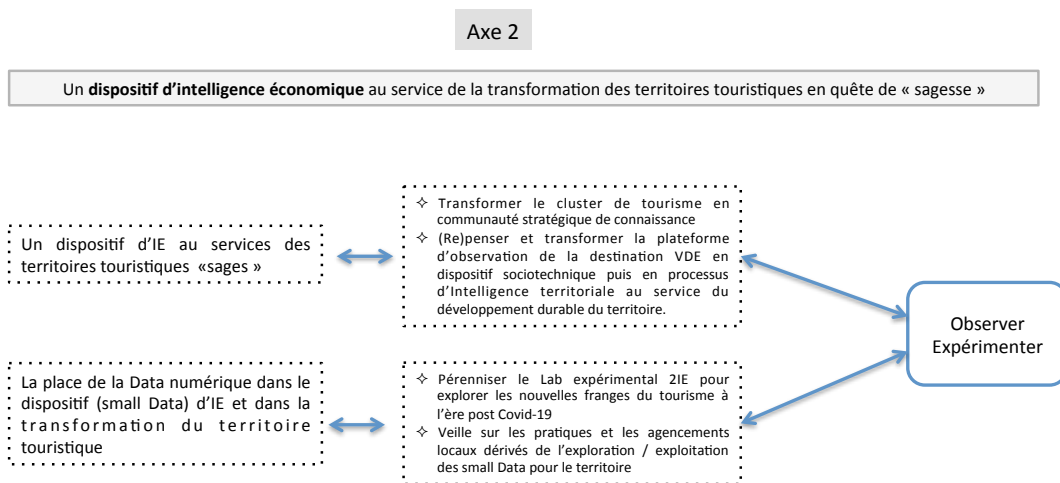 Axe 2
Un dispositif d'intelligence économique au service de la transformation des territoires touristiques en quête de « sagesse »
Un dispositif d'IE au services des
territoires touristiques «sages »
✧ Transformer le cluster de tourisme en
communauté stratégique de connaissance
✧ (Re)penser et transformer la plateforme
d'observation de la destination VDE en
dispositif sociotechnique puis en processus
d'Intelligence territoriale au service du
développement durable du territoire.
Observer
Expérimenter
La place de la Data numérique dans le
dispositif (small Data) d'IE et dans la
transformation du territoire
touristique
✧ Pérenniser le Lab expérimental 2IE pour
explorer les nouvelles franges du tourisme à
l'ère post Covid-19
✧ Veille sur les pratiques et les agencements
locaux dérivés de l'exploration / exploitation
des small Data pour le territoire